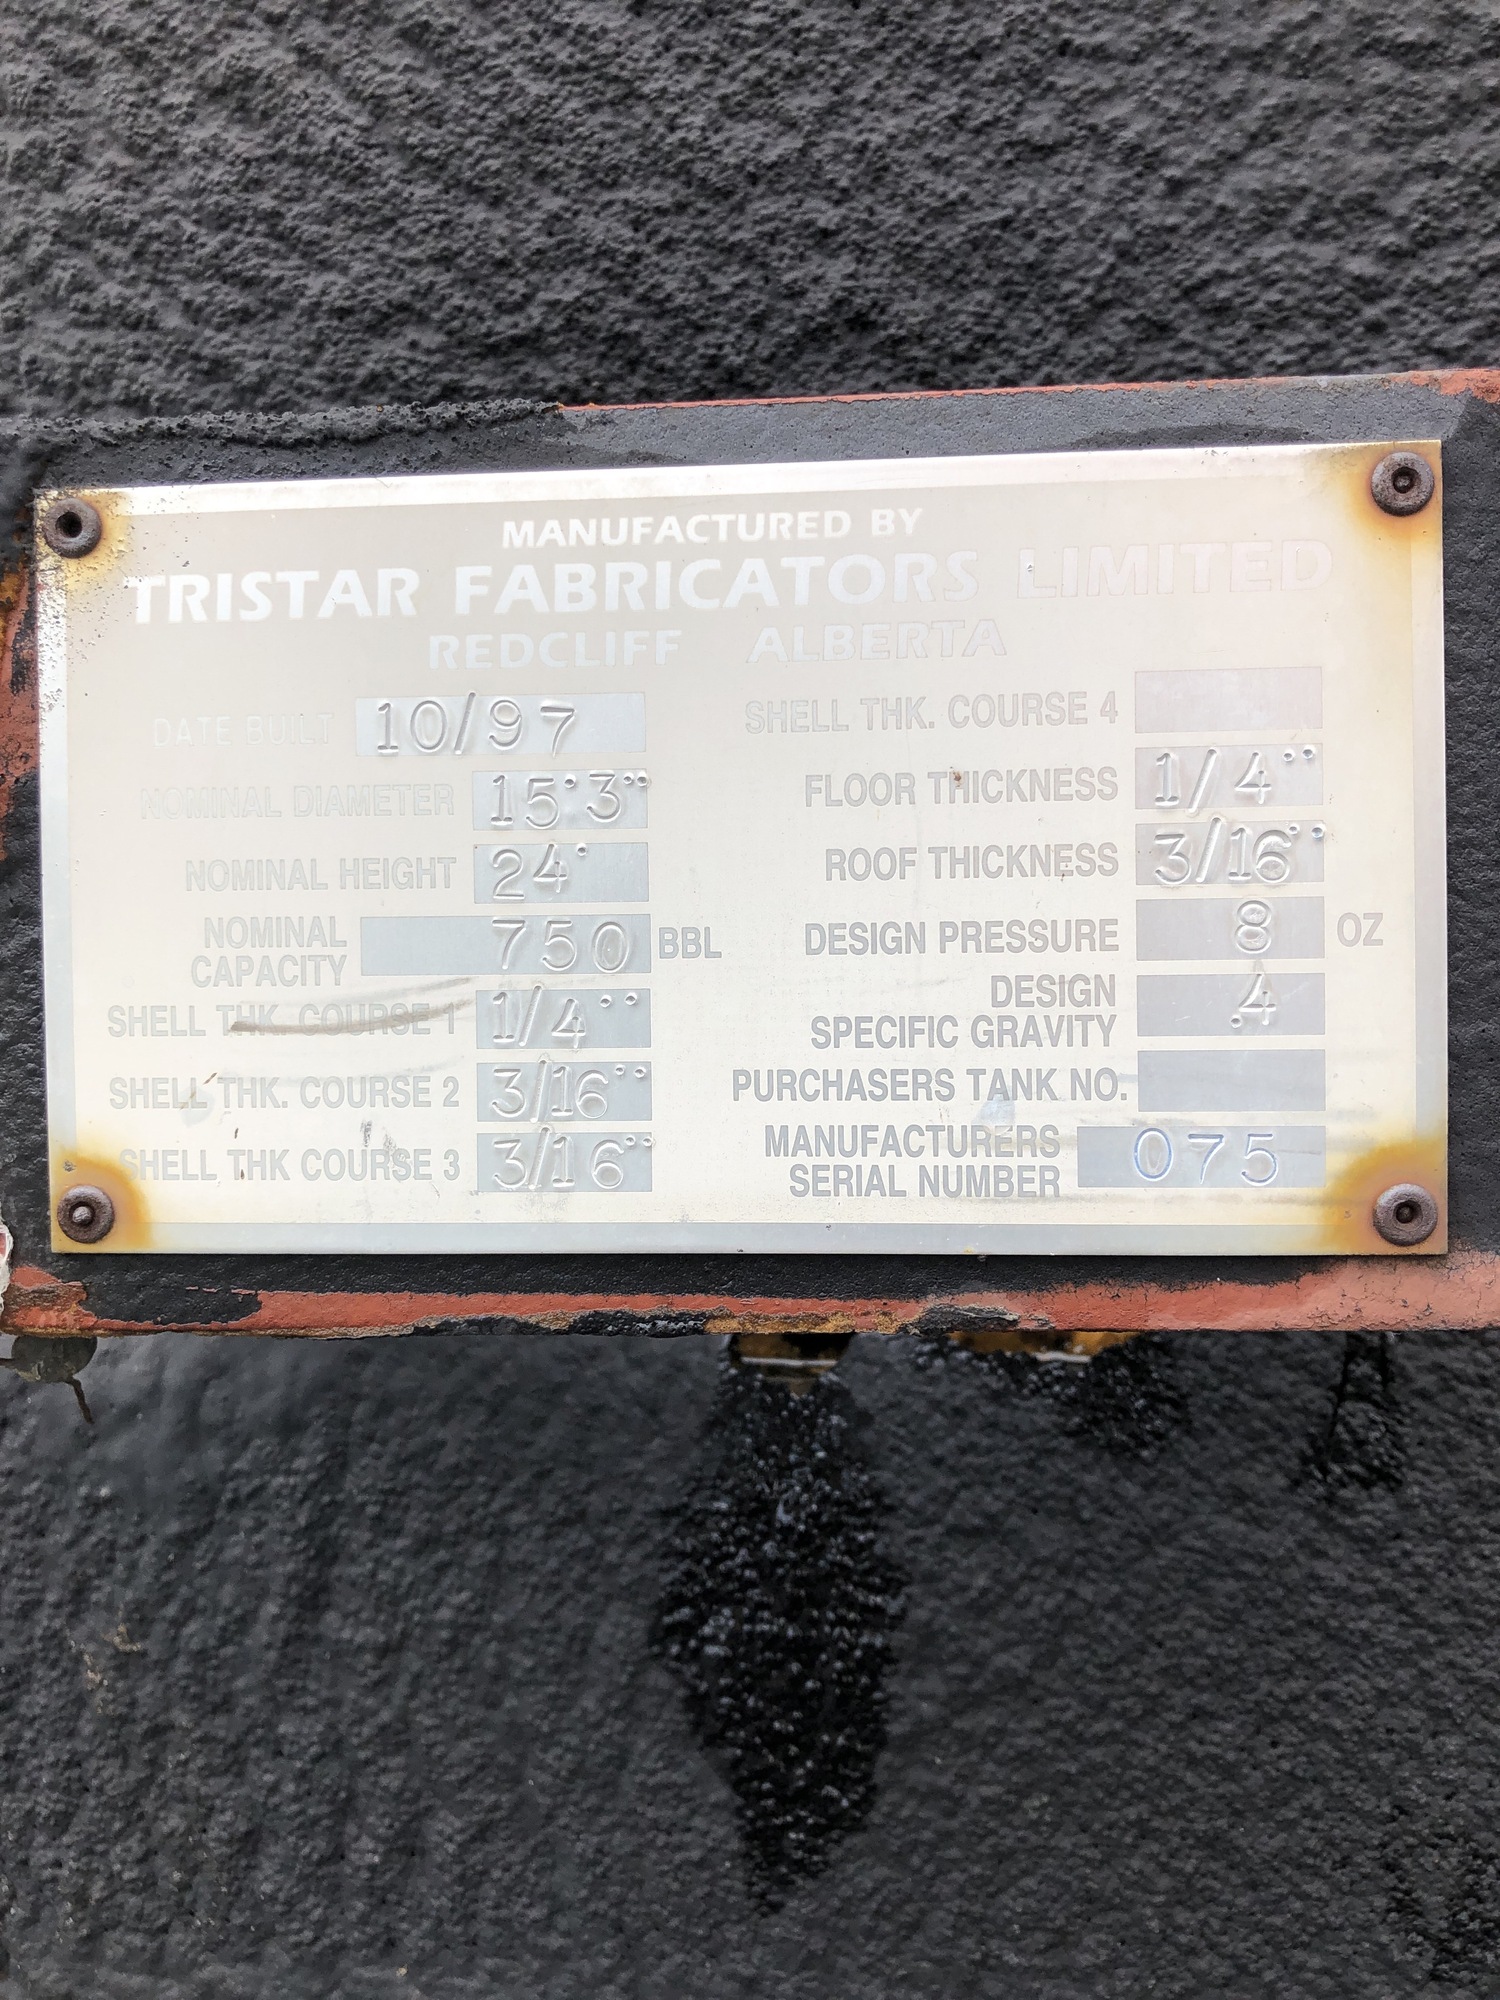 MANUFACTURED BY
TRISTAR FABRICATORS LIMITED
REDCLIFF ALBERTA
DATE BUILT 10/97
NOMINAL DIAMETER 15'3"
NOMINAL HEIGHT 24'
NOMINAL
CAPACITY 750 BBL
SHELL THK. COURSE 1 1/4"
SHELL THK. COURSE 2 3/16"
SHELL THK COURSE 3 3/16"
SHELL THK. COURSE 4
FLOOR THICKNESS 1/4"
ROOF THICKNESS 3/16"
DESIGN PRESSURE 8 OZ
DESIGN
SPECIFIC GRAVITY .4
PURCHASERS TANK NO.
MANUFACTURERS
SERIAL NUMBER 075